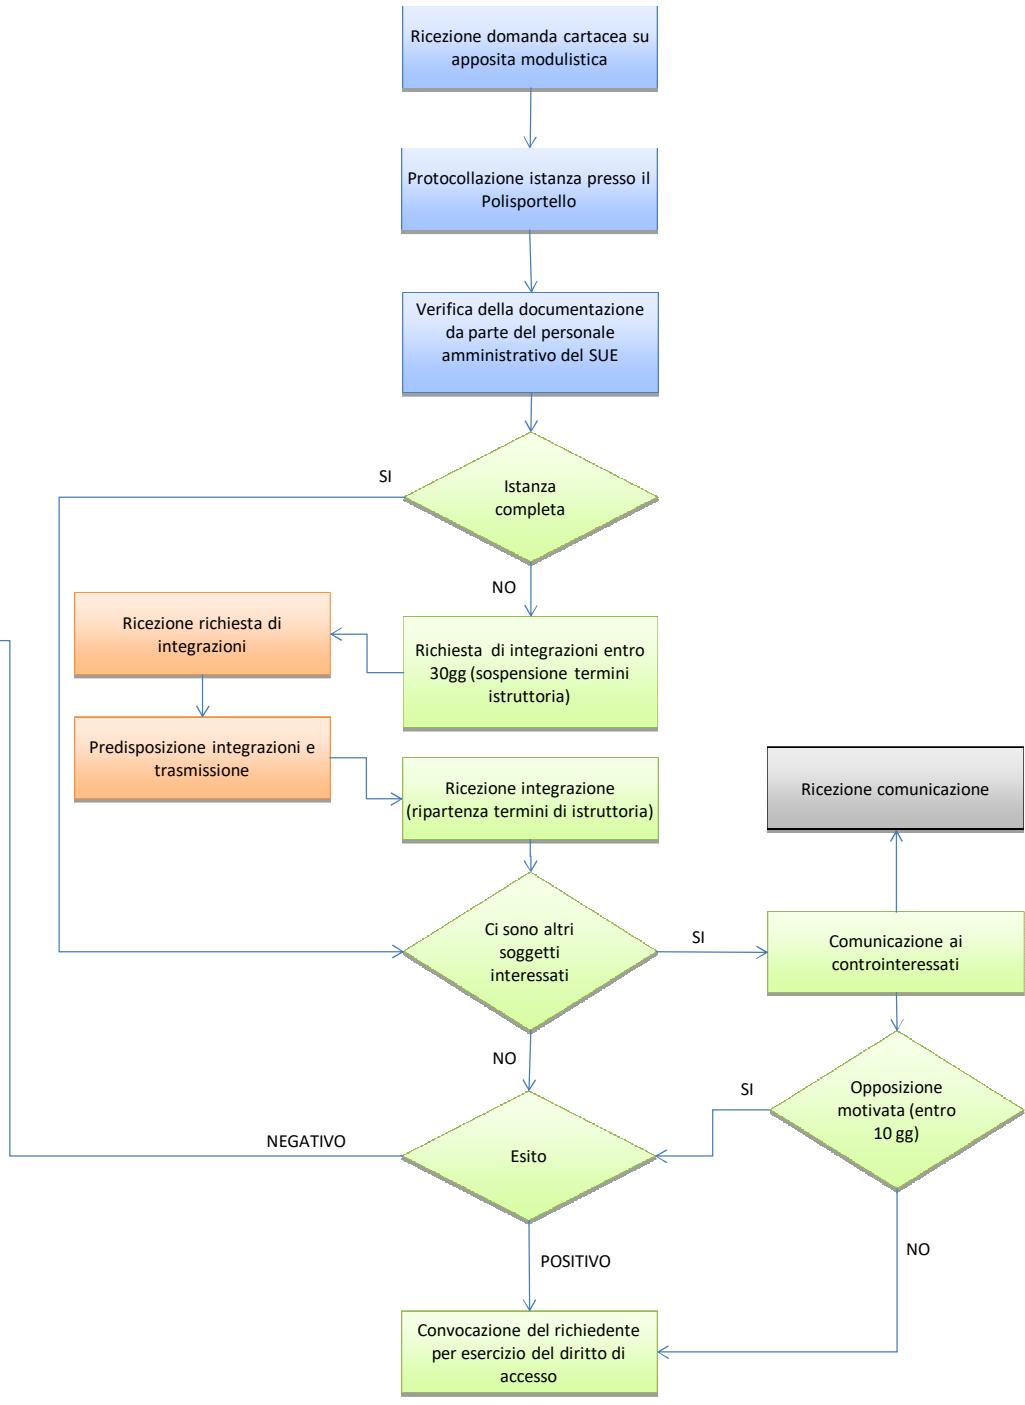 Ricezione domanda cartacea su
apposita modulistica
Protocollazione istanza presso il
Polisportello
Verifica della documentazione
da parte del personale
amministrativo del SUE
SI
Istanza
completa
NO
Ricezione richiesta di
integrazioni
Richiesta di integrazioni entro
30gg (sospensione termini
istruttoria)
Predisposizione integrazioni e
trasmissione
Ricezione integrazione
(ripartenza termini di istruttoria)
Ricezione comunicazione
Ci sono altri
soggetti
interessati
SI
Comunicazione ai
controinteressati
NO
SI
Opposizione
motivata (entro
10 gg)
NEGATIVO
Esito
NO
POSITIVO
Convocazione del richiedente
per esercizio del diritto di
accesso